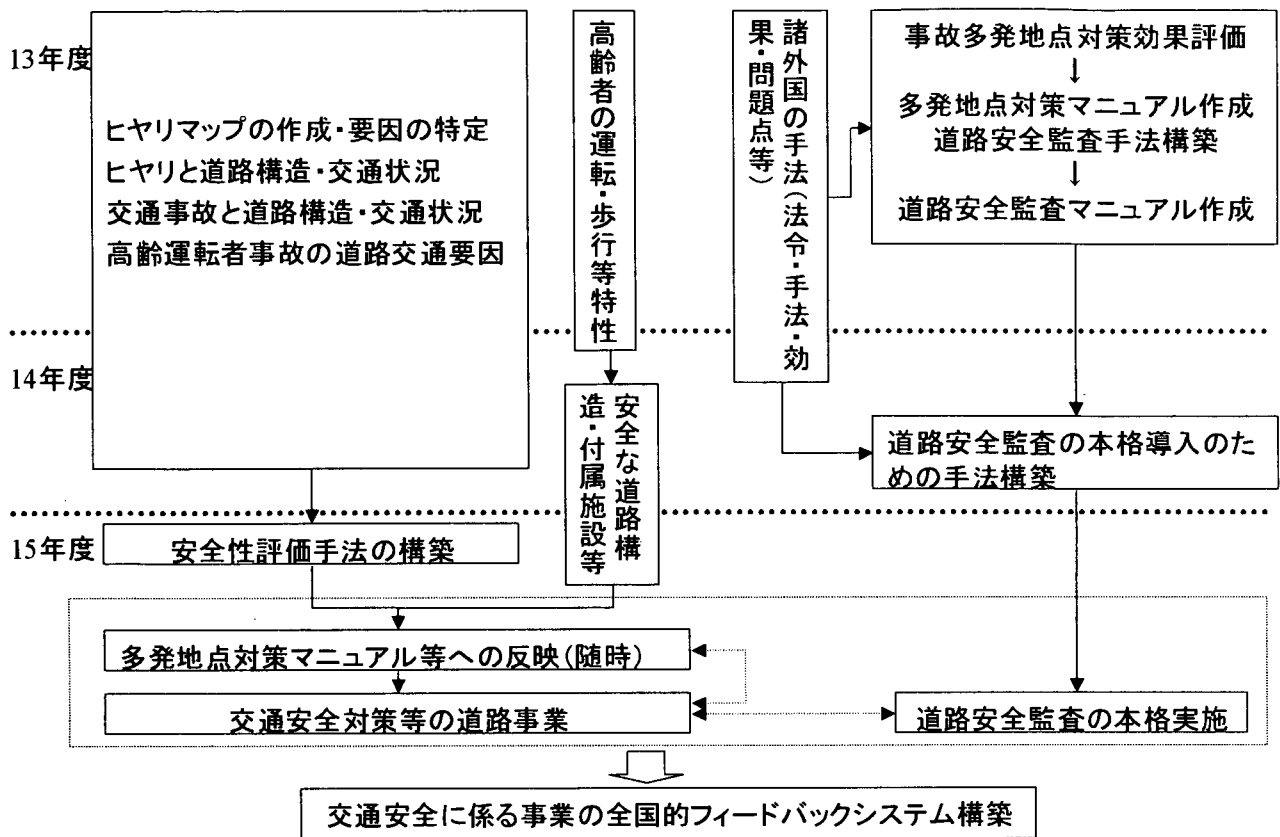 13年度
ヒヤリマップの作成・要因の特定
ヒヤリと道路構造・交通状況
交通事故と道路構造・交通状況
高齢運転者事故の道路交通要因
高齢者の運転・歩行等特性
諸外国の手法（法令・手法・効
果・問題点等）
事故多発地点対策効果評価
↓
多発地点対策マニュアル作成
道路安全監査手法構築
↓
道路安全監査マニュアル作成
14年度
安全な道路構
造・付属施設等
道路安全監査の本格導入のた
めの手法構築
15年度
安全性評価手法の構築
多発地点対策マニュアル等への反映(随時)
交通安全対策等の道路事業
道路安全監査の本格実施
交通安全に係る事業の全国的フィードバックシステム構築